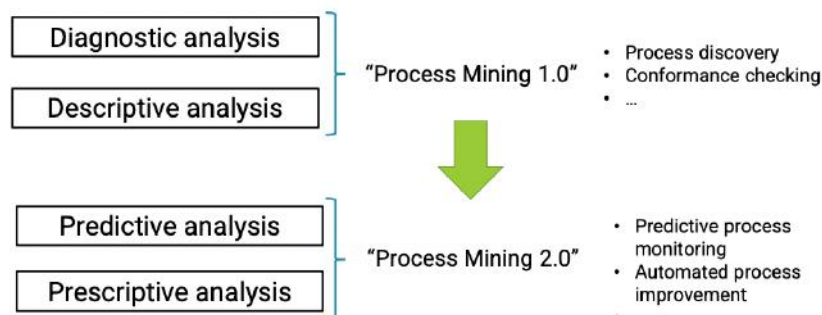 Diagnostic analysis
Descriptive analysis
“Process Mining 1.0”
• Process discovery
• Conformance checking
• ...
Predictive analysis
Prescriptive analysis
“Process Mining 2.0”
• Predictive process
monitoring
• Automated process
improvement